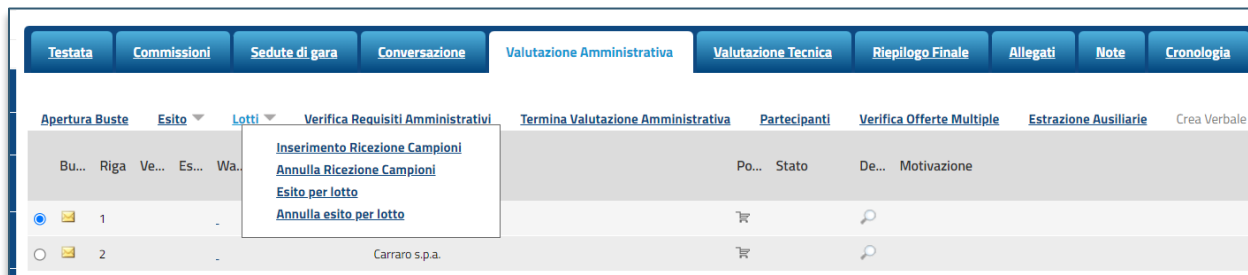 Testata Commissioni Sedute di gara Conversazione Valutazione Amministrativa Valutazione Tecnica Riepilogo Finale Allegati Note Cronologia
Apertura Buste Esito Lotti Verifica Requisiti Amministrativi Termina Valutazione Amministrativa Partecipanti Verifica Offerte Multiple Estrazione Ausiliarie Crea Verbale
Inserimento Ricezione Campioni
Bu... Riga Ve... Es... Wa... Po... Stato De... Motivazione
Annulla Ricezione Campioni
Esito per lotto
Annulla esito per lotto
1
2 Carraro s.p.a.